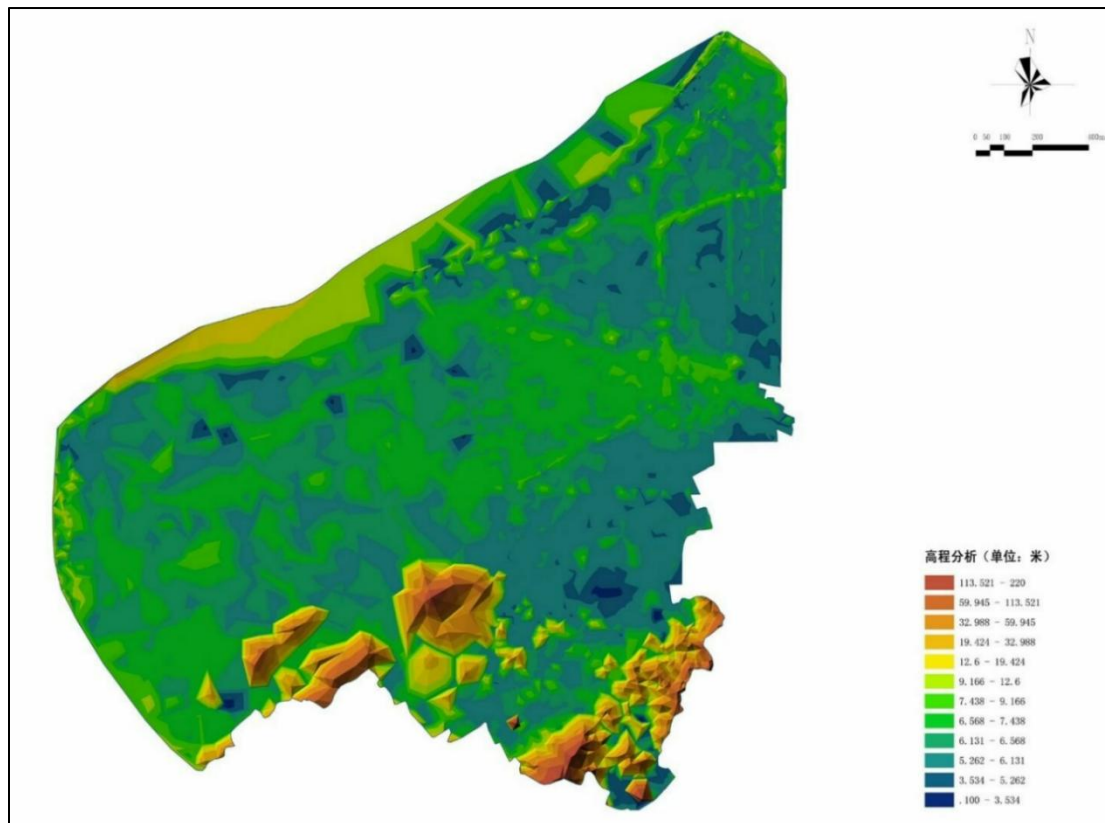 N
0 50 100 200 400m
高程分析（单位：米）
113.521 - 220
59.945 - 113.521
32.988 - 59.945
19.424 - 32.988
12.6 - 19.424
9.166 - 12.6
7.438 - 9.166
6.568 - 7.438
6.131 - 6.568
5.262 - 6.131
3.534 - 5.262
.100 - 3.534